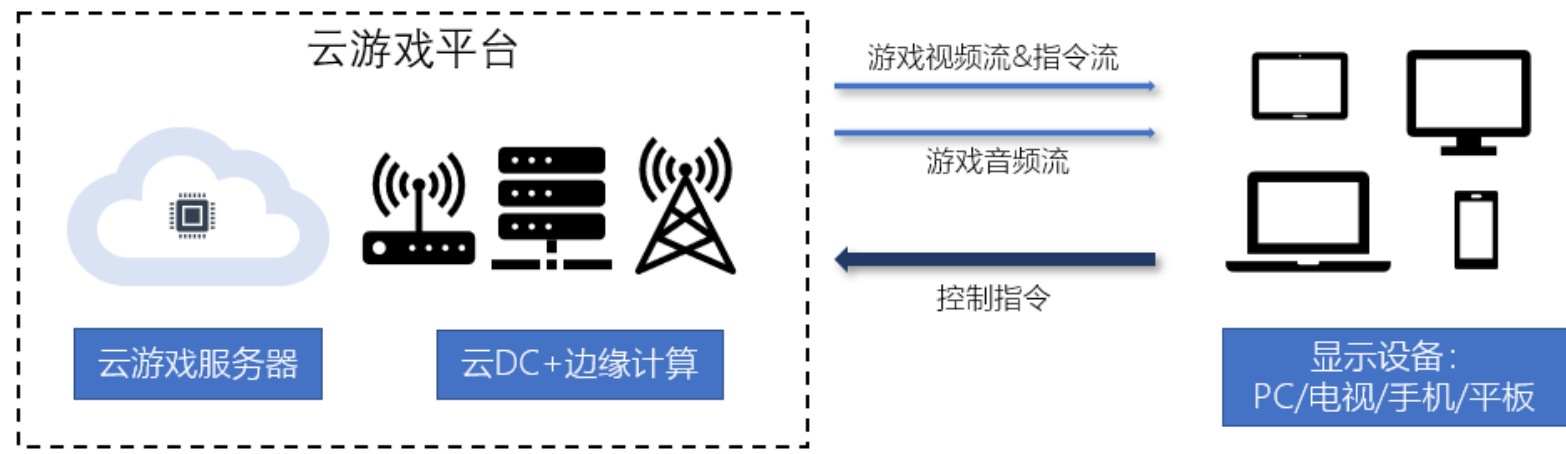 云游戏平台
游戏视频流&指令流
游戏音频流
控制指令
云游戏服务器
云DC+边缘计算
显示设备：
PC/电视/手机/平板